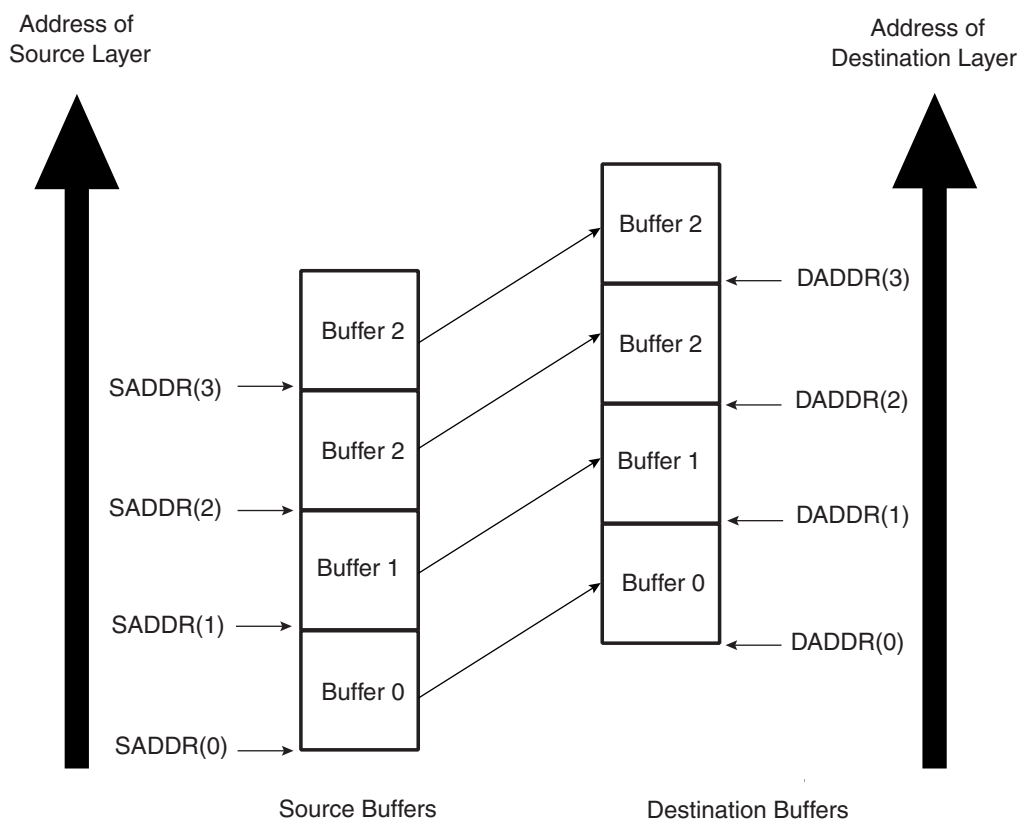 Address of
Source Layer
Address of
Destination Layer
Buffer 2
DADDR(3)
Buffer 2
Buffer 2
SADDR(3)
DADDR(2)
Buffer 2
Buffer 1
SADDR(2)
DADDR(1)
Buffer 1
Buffer 0
SADDR(1)
DADDR(0)
Buffer 0
SADDR(0)
Source Buffers
Destination Buffers